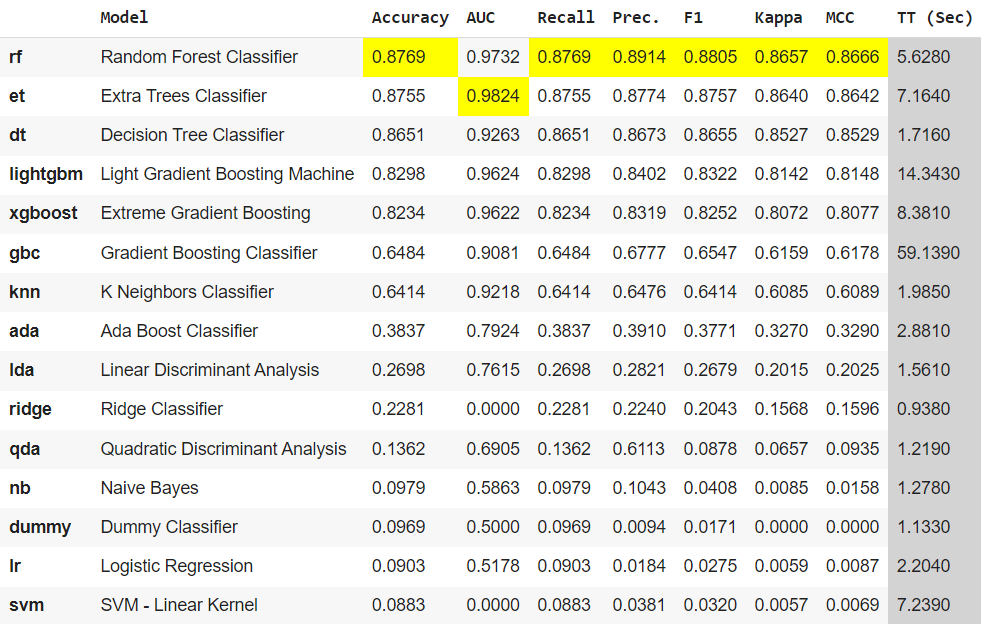 Model Accuracy AUC Recall Prec. F1 Kappa MCC TT (Sec)
rf Random Forest Classifier 0.8769 0.9732 0.8769 0.8914 0.8805 0.8657 0.8666 5.6280
et Extra Trees Classifier 0.8755 0.9824 0.8755 0.8774 0.8757 0.8640 0.8642 7.1640
dt Decision Tree Classifier 0.8651 0.9263 0.8651 0.8673 0.8655 0.8527 0.8529 1.7160
lightgbm Light Gradient Boosting Machine 0.8298 0.9624 0.8298 0.8402 0.8322 0.8142 0.8148 14.3430
xgboost Extreme Gradient Boosting 0.8234 0.9622 0.8234 0.8319 0.8252 0.8072 0.8077 8.3810
gbc Gradient Boosting Classifier 0.6484 0.9081 0.6484 0.6777 0.6547 0.6159 0.6178 59.1390
knn K Neighbors Classifier 0.6414 0.9218 0.6414 0.6476 0.6414 0.6085 0.6089 1.9850
ada Ada Boost Classifier 0.3837 0.7924 0.3837 0.3910 0.3771 0.3270 0.3290 2.8810
lda Linear Discriminant Analysis 0.2698 0.7615 0.2698 0.2821 0.2679 0.2015 0.2025 1.5610
ridge Ridge Classifier 0.2281 0.0000 0.2281 0.2240 0.2043 0.1568 0.1596 0.9380
qda Quadratic Discriminant Analysis 0.1362 0.6905 0.1362 0.6113 0.0878 0.0657 0.0935 1.2190
nb Naive Bayes 0.0979 0.5863 0.0979 0.1043 0.0408 0.0085 0.0158 1.2780
dummy Dummy Classifier 0.0969 0.5000 0.0969 0.0094 0.0171 0.0000 0.0000 1.1330
lr Logistic Regression 0.0903 0.5178 0.0903 0.0184 0.0275 0.0059 0.0087 2.2040
svm SVM - Linear Kernel 0.0883 0.0000 0.0883 0.0381 0.0320 0.0057 0.0069 7.2390